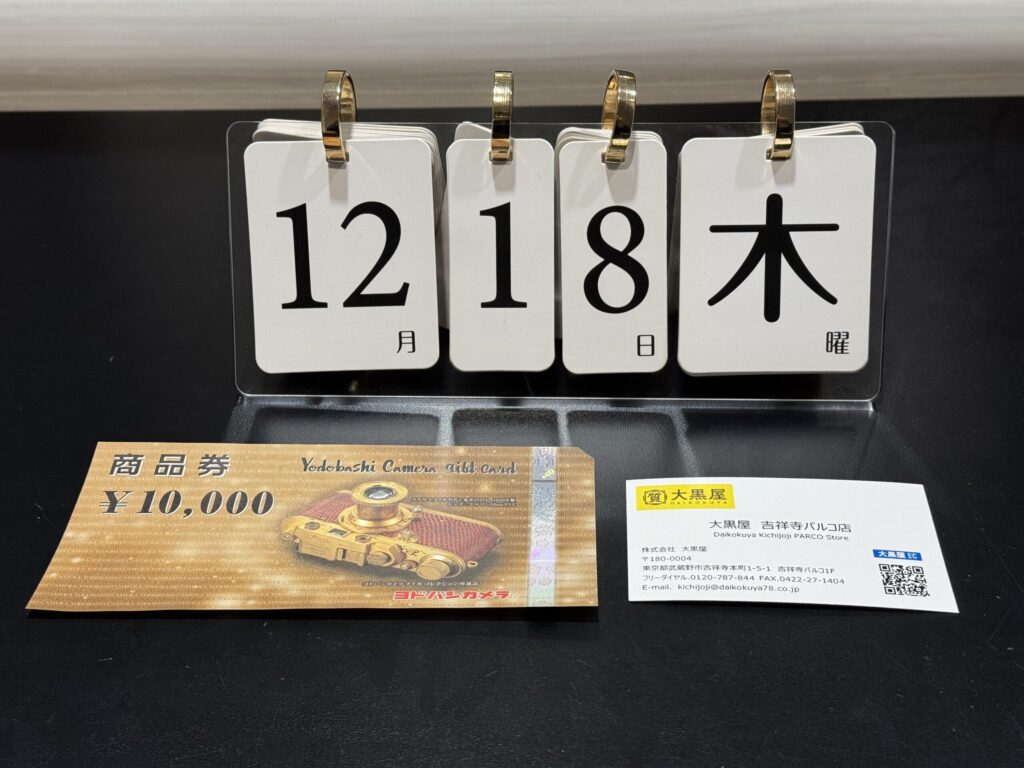 12月
18日
木曜
商品券
Yodobashi Camera gift card
¥10,000
ヨドバシカメラ
質 大黒屋
DAIKOKUYA
大黒屋 吉祥寺パルコ店
Daikokuya Kichijoji PARCO Store
株式会社 大黒屋
〒180-0004
東京都武蔵野市吉祥寺本町1-5-1 吉祥寺パルコ1F
フリーダイヤル.0120-787-844 FAX.0422-27-1404
E-mail. kichijoji@daikokuya78.co.jp
大黒屋 EC